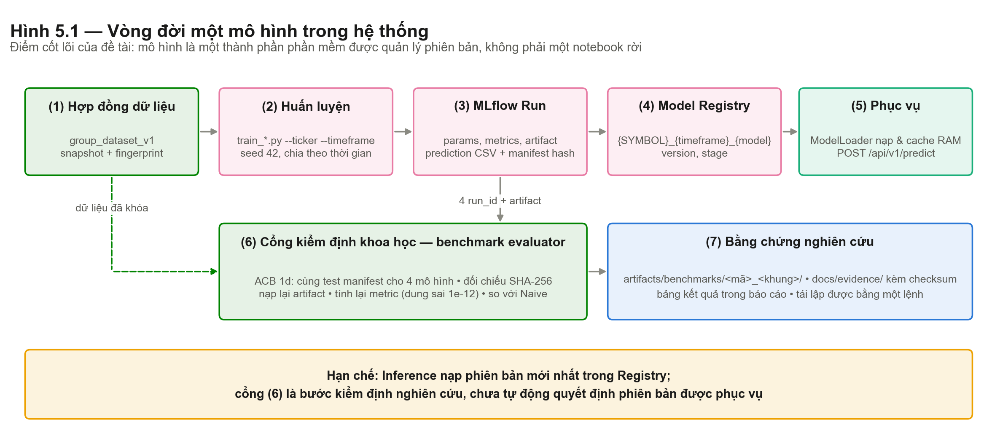 Hình 5.1 — Vòng đời một mô hình trong hệ thống
Điểm cốt lõi của đề tài: mô hình là một thành phần phần mềm được quản lý phiên bản, không phải một notebook rời
(1) Hợp đồng dữ liệu
group_dataset_v1
snapshot + fingerprint
(2) Huấn luyện
train_*.py --ticker --timeframe
seed 42, chia theo thời gian
(3) MLflow Run
params, metrics, artifact
prediction CSV + manifest hash
(4) Model Registry
{SYMBOL}_{timeframe}_{model}
version, stage
(5) Phục vụ
ModelLoader nạp & cache RAM
POST /api/v1/predict
dữ liệu đã khóa
4 run_id + artifact
(6) Cổng kiểm định khoa học — benchmark evaluator
ACB 1d: cùng test manifest cho 4 mô hình • đối chiếu SHA-256
nạp lại artifact • tính lại metric (dung sai 1e-12) • so với Naive
(7) Bằng chứng nghiên cứu
artifacts/benchmarks/<mã>_<khung>/ • docs/evidence/ kèm checksum
bảng kết quả trong báo cáo • tái lập được bằng một lệnh
Hạn chế: Inference nạp phiên bản mới nhất trong Registry;
cổng (6) là bước kiểm định nghiên cứu, chưa tự động quyết định phiên bản được phục vụ